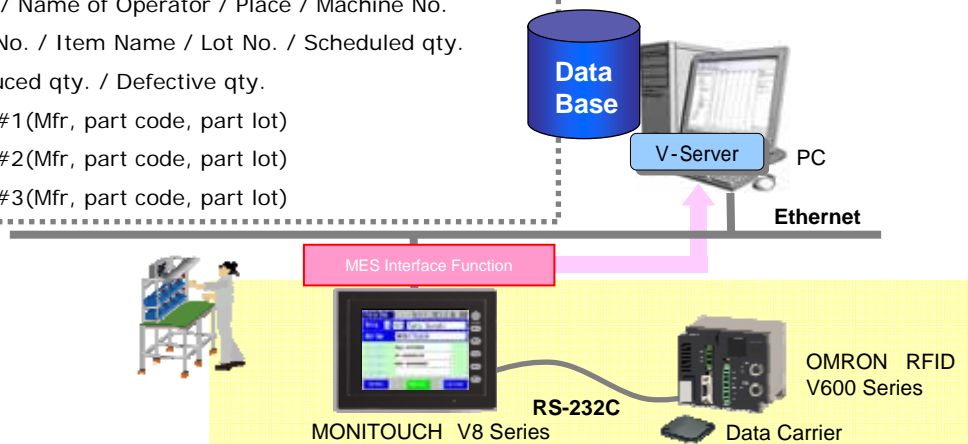 / Name of Operator / Place / Machine No.
No. / Item Name / Lot No. / Scheduled qty.
uced qty. / Defective qty.
#1(Mfr, part code, part lot)
#2(Mfr, part code, part lot)
#3(Mfr, part code, part lot)
Data
Base
V-Server
PC
Ethernet
MES Interface Function
OMRON RFID
V600 Series
RS-232C
MONITOUCH V8 Series
Data Carrier